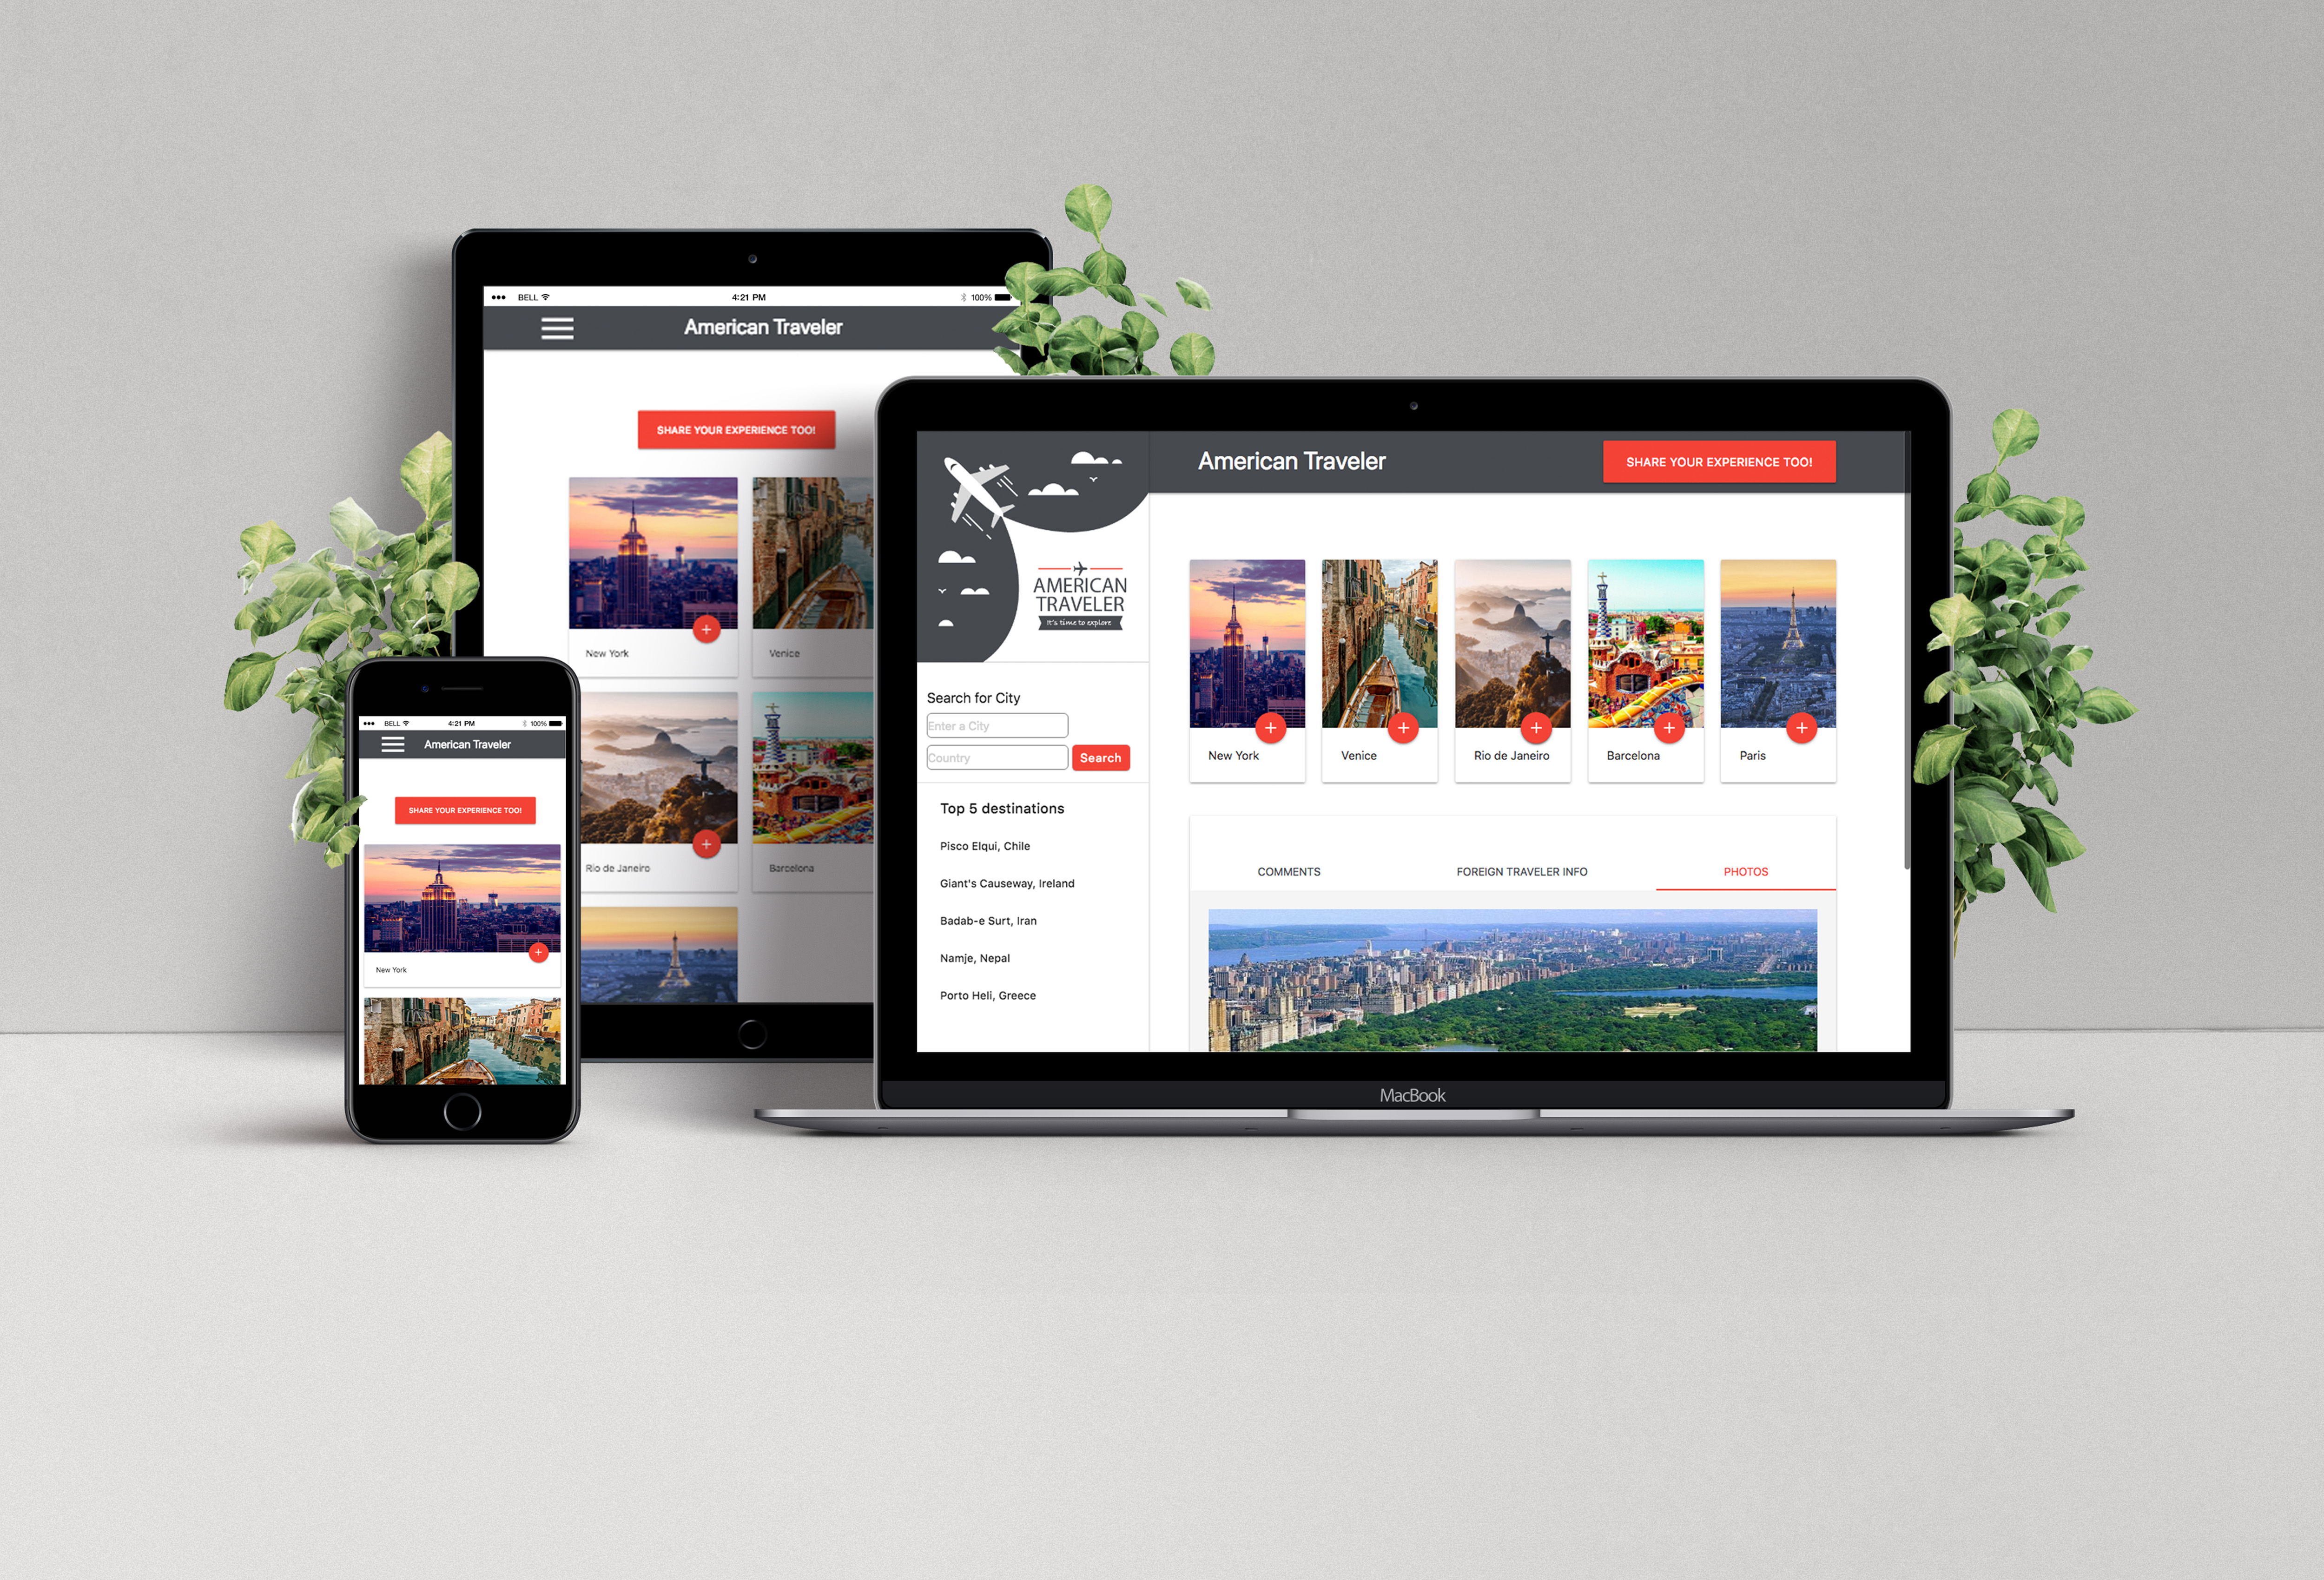 BELL
4:21 PM
100%
American Traveler
SHARE YOUR EXPERIENCE TOO!
New York
Venice
Rio de Janeiro
Barcelona
BELL
4:21 PM
100%
American Traveler
SHARE YOUR EXPERIENCE TOO!
New York
AMERICAN
TRAVELER
It's time to explore
Search for City
Enter a City
Country
Search
Top 5 destinations
Pisco Elqui, Chile
Giant's Causeway, Ireland
Badab-e Surt, Iran
Namje, Nepal
Porto Heli, Greece
American Traveler
SHARE YOUR EXPERIENCE TOO!
New York
Venice
Rio de Janeiro
Barcelona
Paris
COMMENTS
FOREIGN TRAVELER INFO
PHOTOS
MacBook